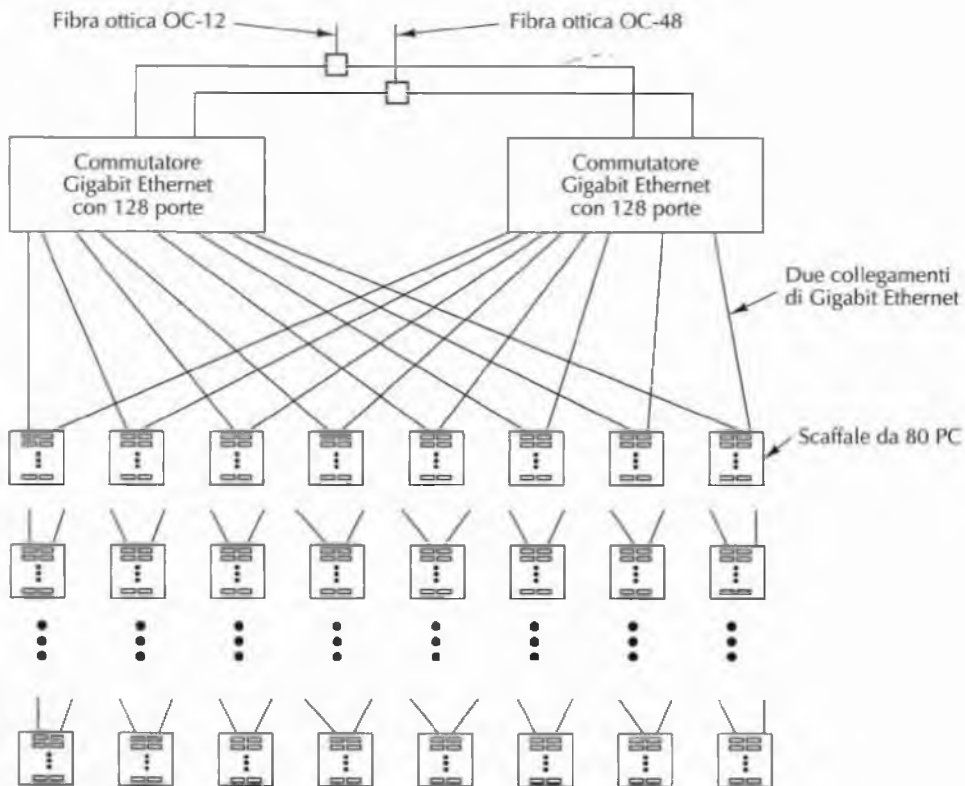 Fibra ottica OC-12
Fibra ottica OC-48
Commutatore
Gigabit Ethernet
con 128 porte
Commutatore
Gigabit Ethernet
con 128 porte
Due collegamenti
di Gigabit Ethernet
Scaffale da 80 PC